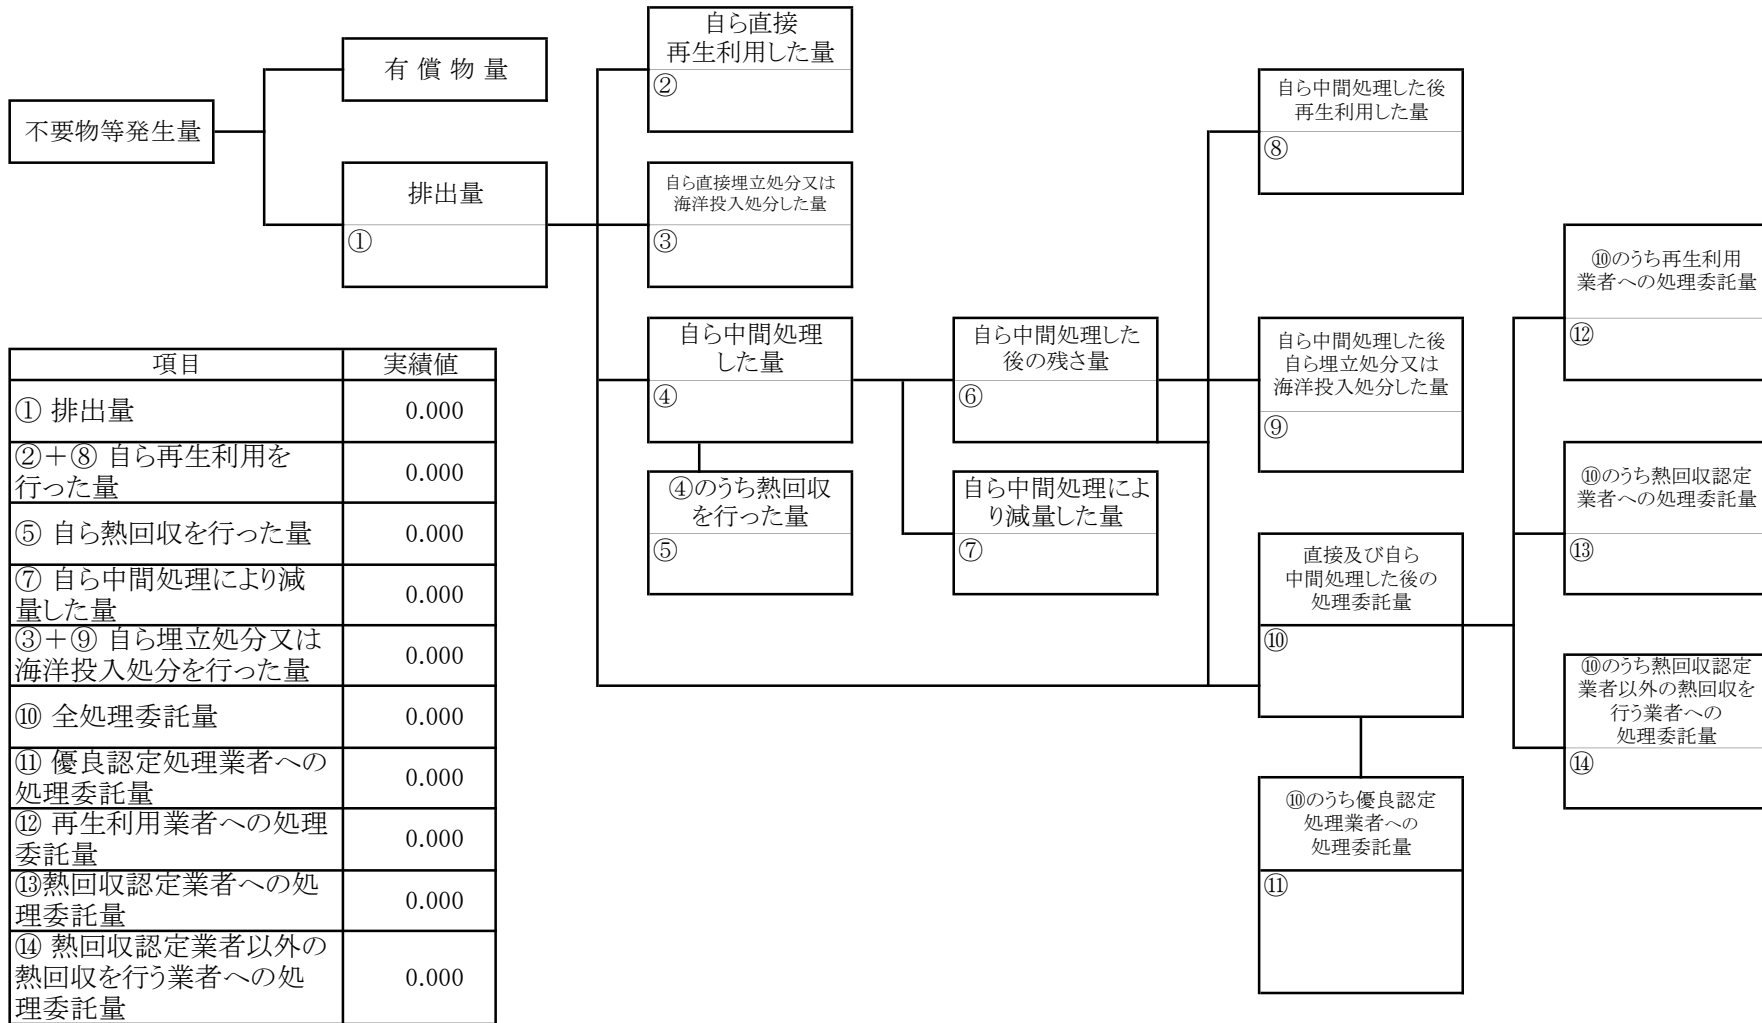 不要物等発生量
有 償 物 量
排出量
①
自ら直接
再生利用した量
②
自ら直接埋立処分又は
海洋投入処分した量
③
自ら中間処理
した量
④
④のうち熱回収
を行った量
⑤
自ら中間処理した
後の残さ量
⑥
自ら中間処理によ
り減量した量
⑦
自ら中間処理した後
再生利用した量
⑧
自ら中間処理した後
自ら埋立処分又は
海洋投入処分した量
⑨
直接及び自ら
中間処理した後の
処理委託量
⑩
⑩のうち優良認定
処理業者への
処理委託量
⑪
⑩のうち再生利用
業者への処理委託量
⑫
⑩のうち熱回収認定
業者への処理委託量
⑬
⑩のうち熱回収認定
業者以外の熱回収を
行う業者への
処理委託量
⑭
項目 実績値
① 排出量 0.000
②＋⑧ 自ら再生利用を
行った量 0.000
⑤ 自ら熱回収を行った量 0.000
⑦ 自ら中間処理により減
量した量 0.000
③＋⑨ 自ら埋立処分又は
海洋投入処分を行った量 0.000
⑩ 全処理委託量 0.000
⑪ 優良認定処理業者への
処理委託量 0.000
⑫ 再生利用業者への処理
委託量 0.000
⑬熱回収認定業者への処
理委託量 0.000
⑭ 熱回収認定業者以外の
熱回収を行う業者への処
理委託量 0.000